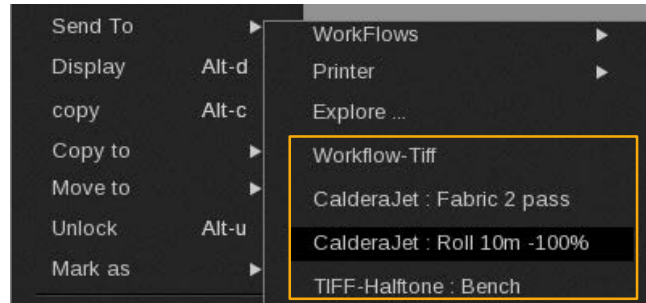 Send To
Display Alt-d
copy Alt-c
Copy to
Move to
Unlock Alt-u
Mark as
WorkFlows
Printer
Explore ...
Workflow-Tiff
CalderaJet : Fabric 2 pass
CalderaJet : Roll 10m -100%
TIFF-Halftone : Bench